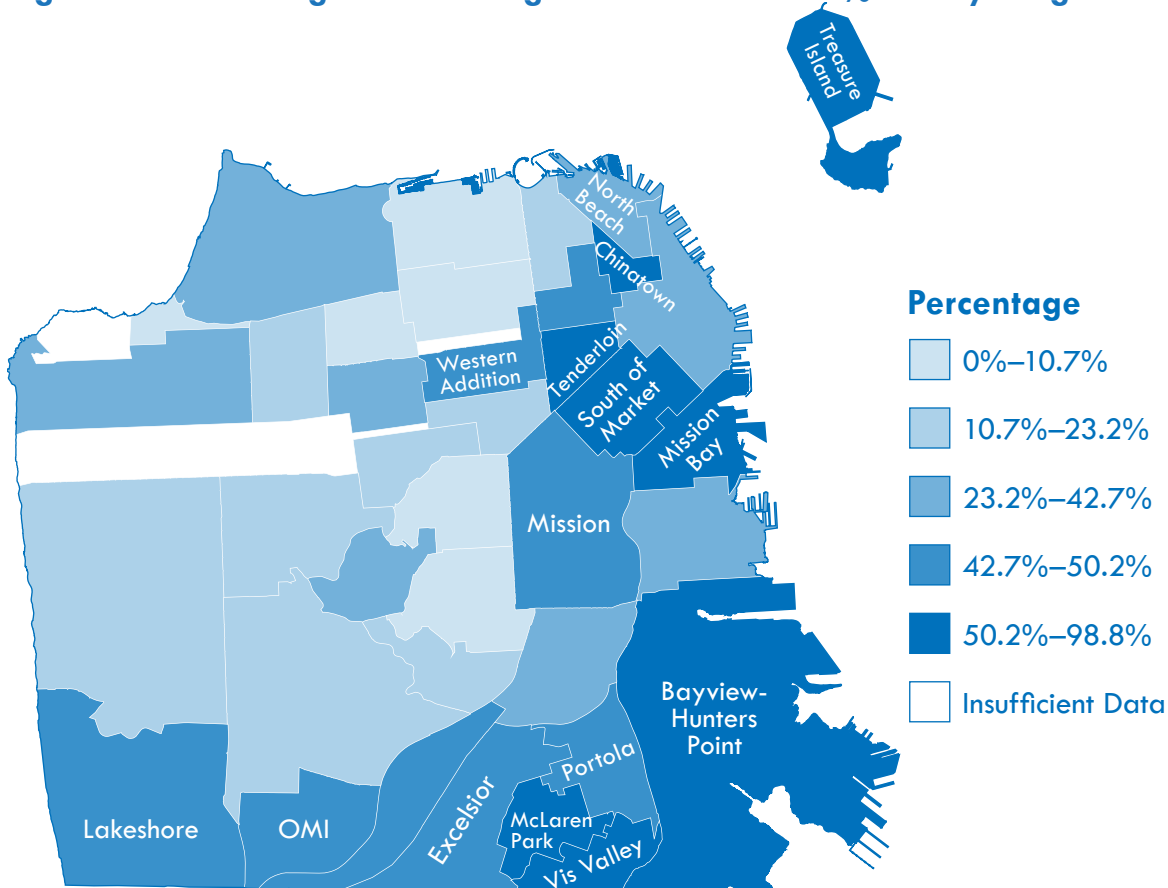 %
Treasure
Island
North
Beach
Chinatown
Tenderloin
Western
Addition
South of
Market
Mission
Bay
Mission
Bayview-
Hunters
Point
Portola
Excelsior
McLaren
Park
Vis Valley
Lakeshore
OMI
Percentage
0%–10.7%
10.7%–23.2%
23.2%–42.7%
42.7%–50.2%
50.2%–98.8%
Insufficient Data